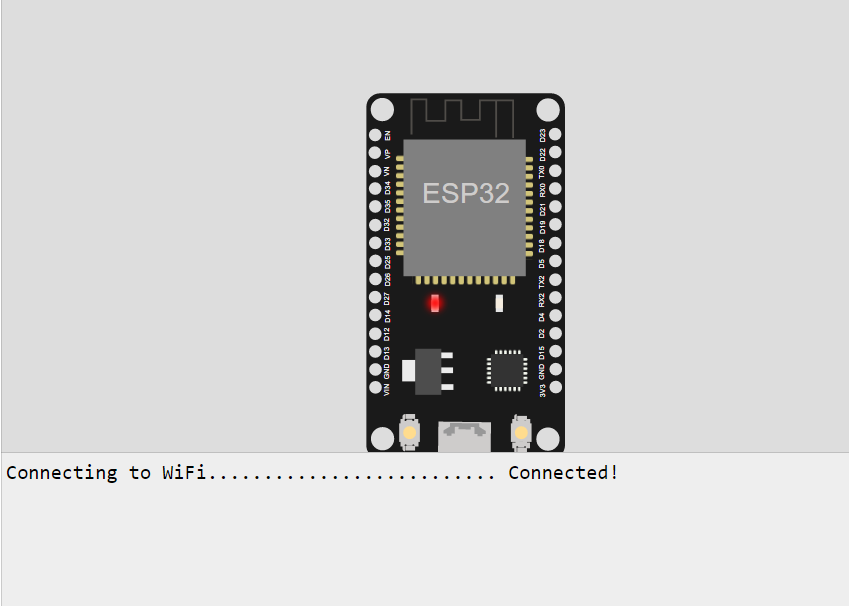 ESP32
EN
VP
VN
D34
D35
D32
D33
D25
D26
D27
D14
D12
D13
GND
VIN
D23
D22
TX0
RX0
D21
D19
D18
D5
TX2
RX2
D4
D2
D15
GND
3V3
Connecting to WiFi.......................... Connected!